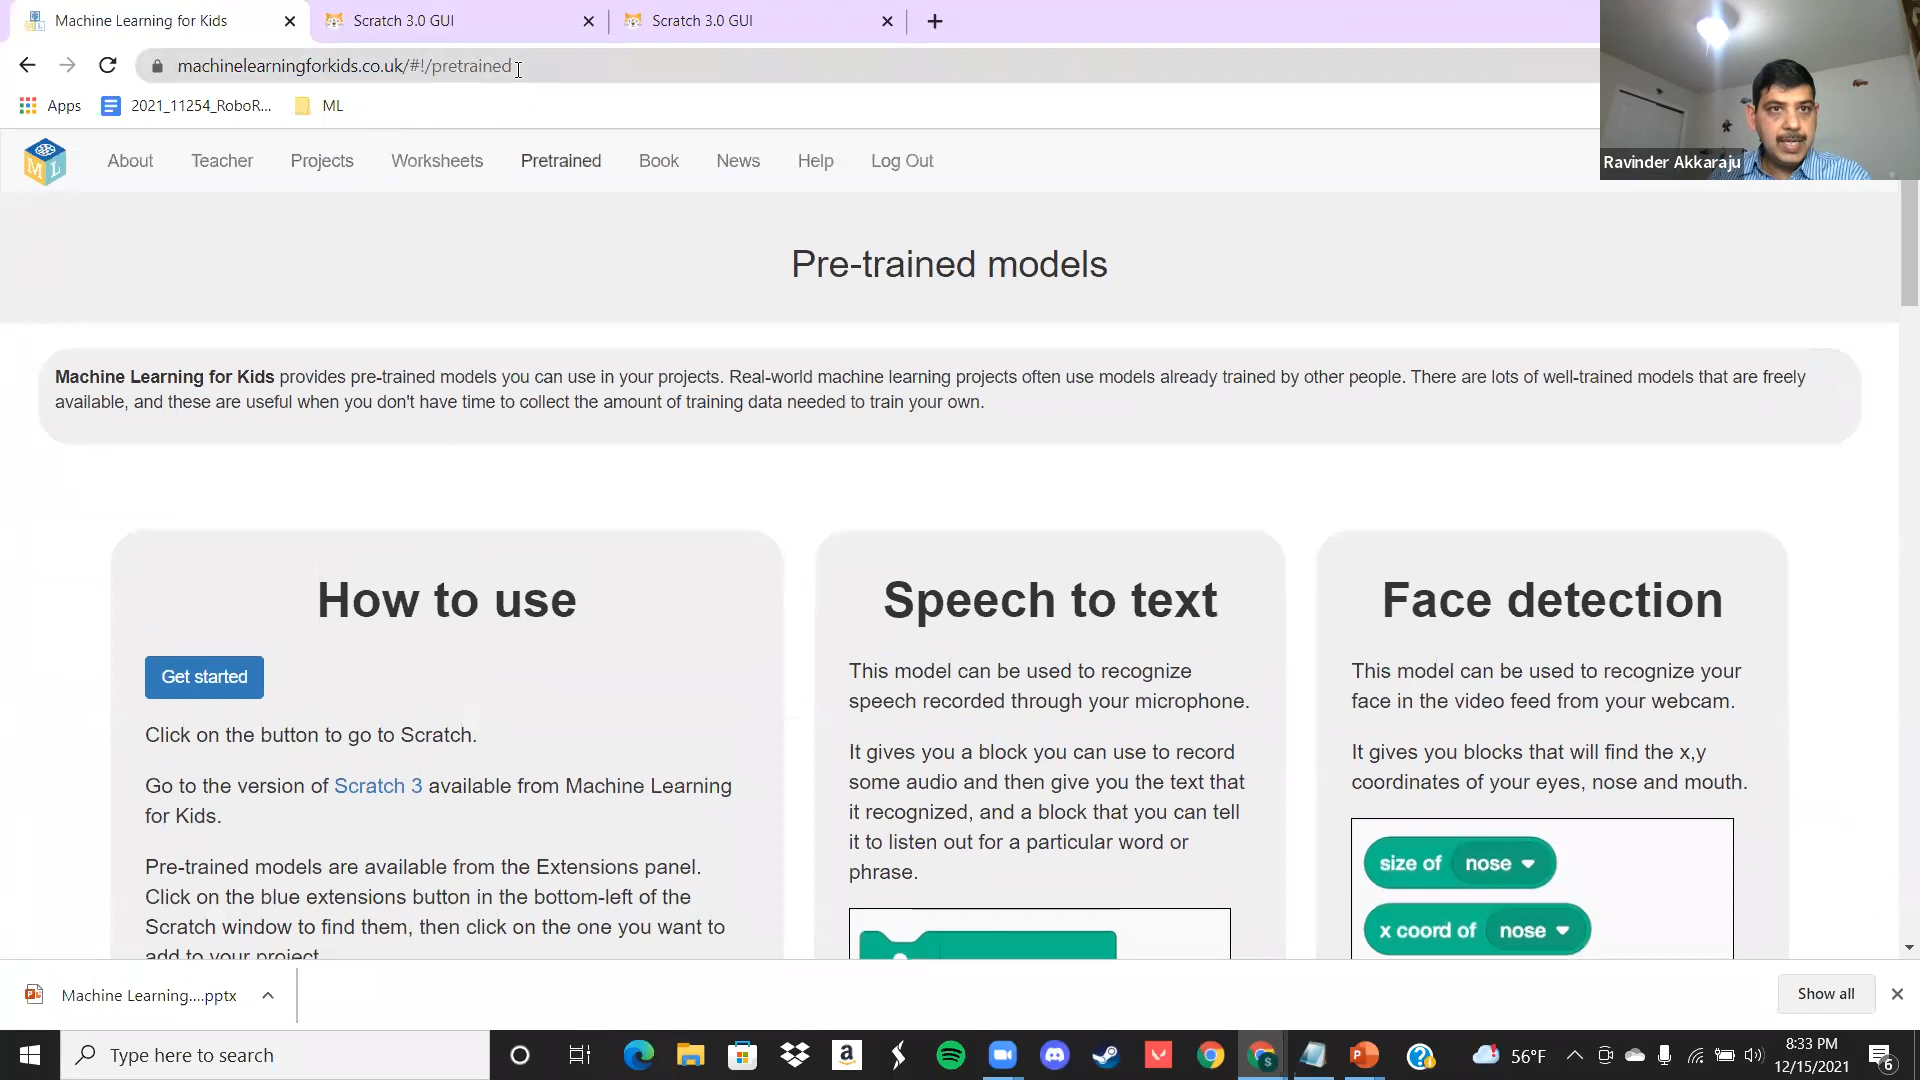 Machine Learning for Kids
Scratch 3.0 GUI
Scratch 3.0 GUI
machinelearningforkids.co.uk/#!/pretrained
Apps
2021_11254_RoboR...
ML
Ravinder Akkaraju
ML
About
Teacher
Projects
Worksheets
Pretrained
Book
News
Help
Log Out
Pre-trained models
Machine Learning for Kids provides pre-trained models you can use in your projects. Real-world machine learning projects often use models already trained by other people. There are lots of well-trained models that are freely
available, and these are useful when you don't have time to collect the amount of training data needed to train your own.
How to use
Get started
Click on the button to go to Scratch.
Go to the version of Scratch 3 available from Machine Learning
for Kids.
Pre-trained models are available from the Extensions panel.
Click on the blue extensions button in the bottom-left of the
Scratch window to find them, then click on the one you want to
add to your project
Speech to text
This model can be used to recognize
speech recorded through your microphone.
It gives you a block you can use to record
some audio and then give you the text that
it recognized, and a block that you can tell
it to listen out for a particular word or
phrase.
Face detection
This model can be used to recognize your
face in the video feed from your webcam.
It gives you blocks that will find the x,y
coordinates of your eyes, nose and mouth.
size of nose
x coord of nose
Machine Learning....pptx
Show all
Type here to search
56°F
8:33 PM
12/15/2021
6